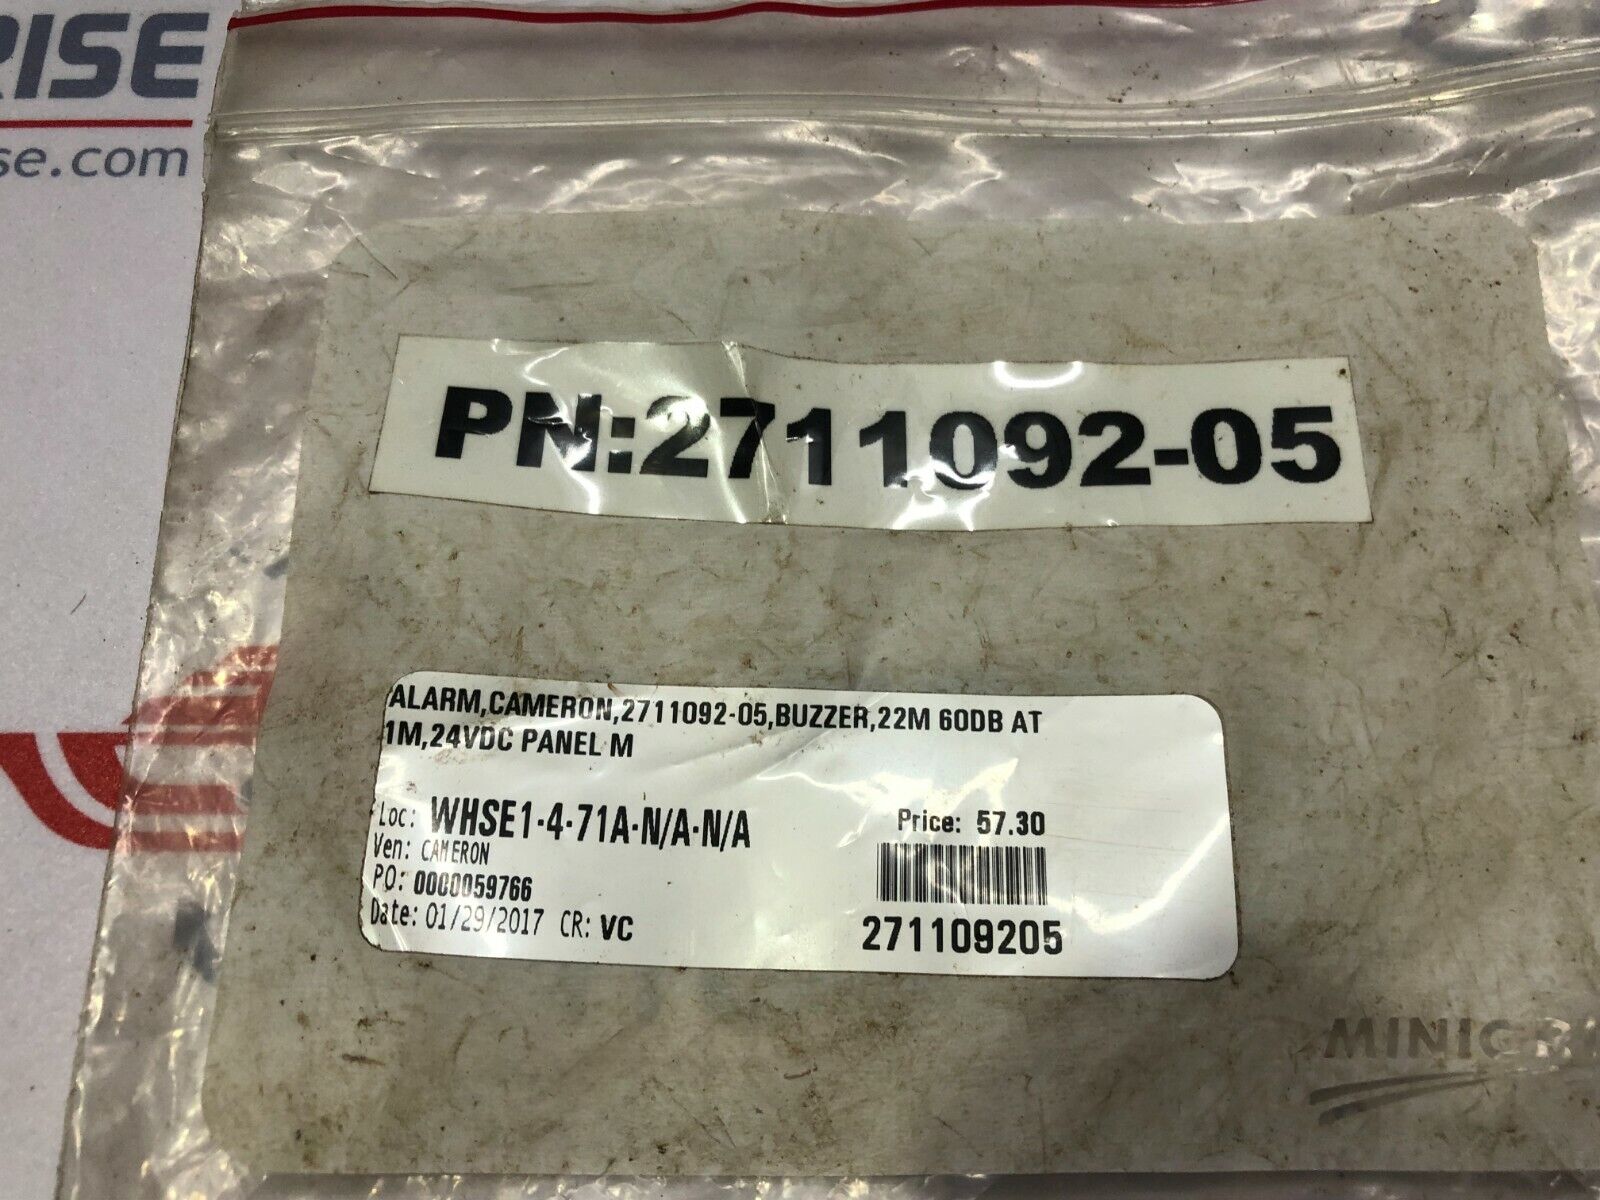 RISE
se.com
PN:2711092-05
ALARM,CAMERON,2711092-05,BUZZER,22M 60DB AT
1M,24VDC PANEL M
Loc: WHSE1-4-71A-N/A-N/A
Price: 57.30
Ven: CAMERON
PO: 0000059766
Date: 01/29/2017 CR: VC
271109205